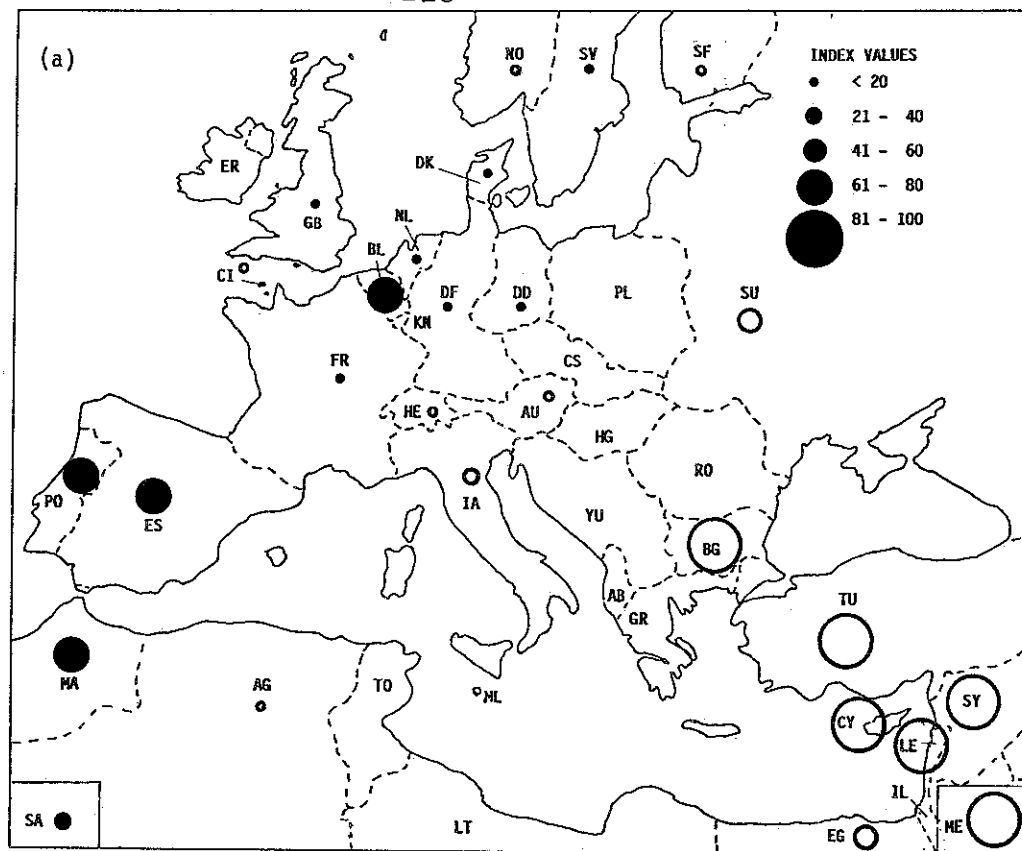 (a)
NO
SV
SF
INDEX VALUES
< 20
21 - 40
41 - 60
61 - 80
81 - 100
ER
DK
GB
NL
BL
CI
KN
DF
DD
PL
SU
FR
CS
HE
AU
HG
RO
PO
ES
IA
YU
BG
AB
GR
TU
MA
AG
TO
ML
CY
SY
LE
IL
SA
LT
EG
ME